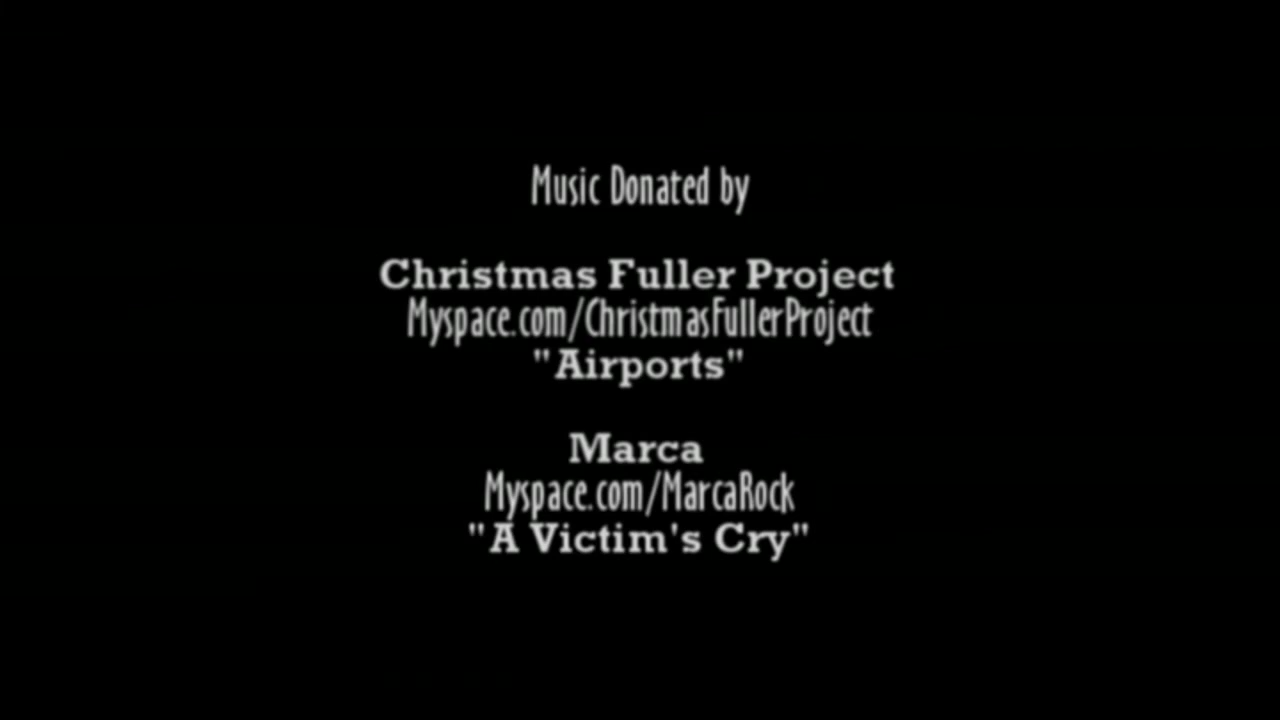 Music Donated by
Christmas Fuller Project
Myspace.com/ChristmasFullerProject
"Airports"
Marca
Myspace.com/MarcaRock
"A Victim's Cry"